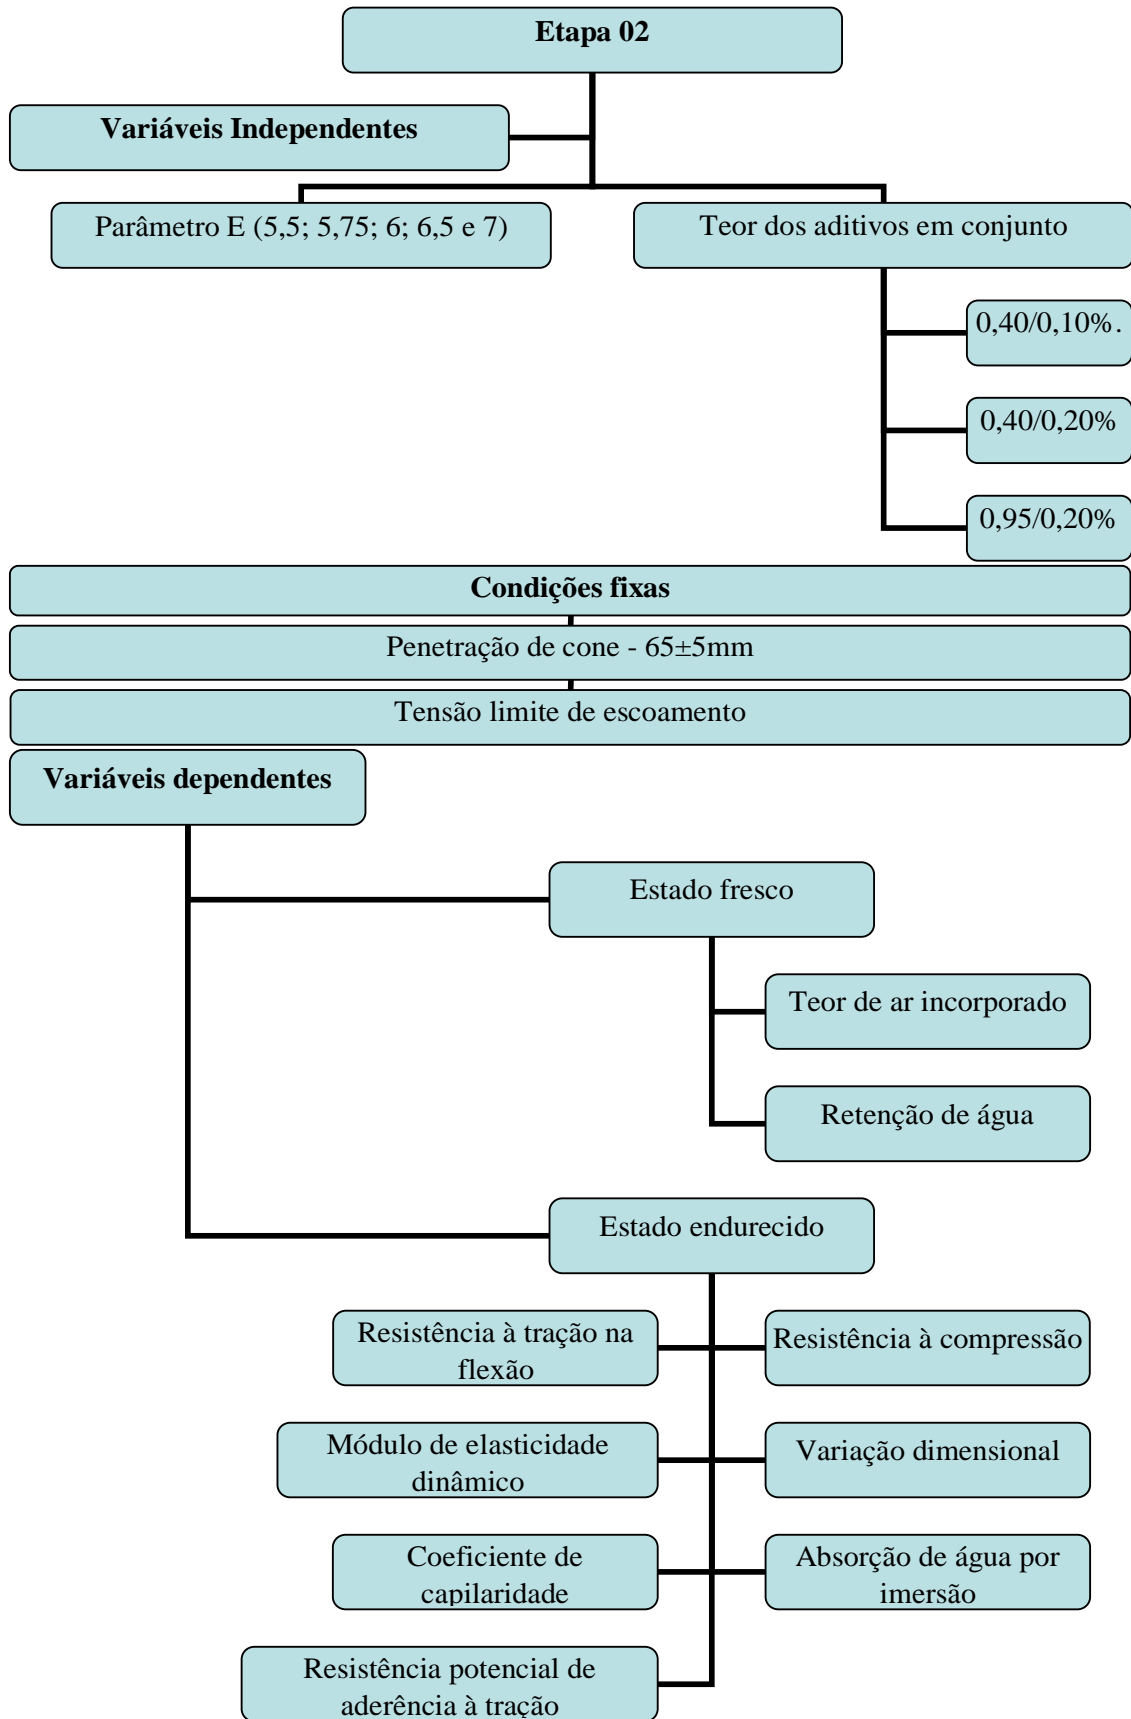 Etapa 02
Variáveis Independentes
Parâmetro E (5,5; 5,75; 6; 6,5 e 7)
Teor dos aditivos em conjunto
0,40/0,10%.
0,40/0,20%
0,95/0,20%
Condições fixas
Penetração de cone - 65±5mm
Tensão limite de escoamento
Variáveis dependentes
Estado fresco
Teor de ar incorporado
Retenção de água
Estado endurecido
Resistência à tração na
flexão
Resistência à compressão
Módulo de elasticidade
dinâmico
Variação dimensional
Coeficiente de
capilaridade
Absorção de água por
imersão
Resistência potencial de
aderência à tração